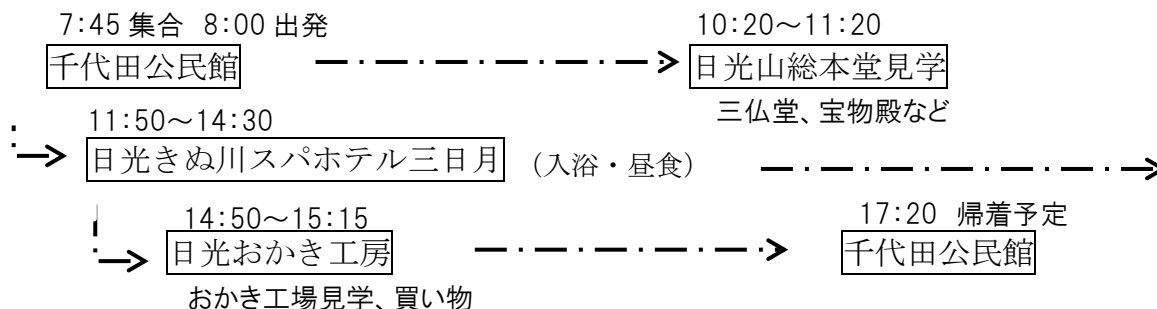 7:45 集合 8:00 出発
千代田公民館
10:20～11:20
日光山総本堂見学
三仏堂、宝物殿など
11:50～14:30
日光きぬ川スパホテル三日月 (入浴・昼食)
14:50～15:15
日光おかき工房
おかき工場見学、買い物
17:20 帰着予定
千代田公民館